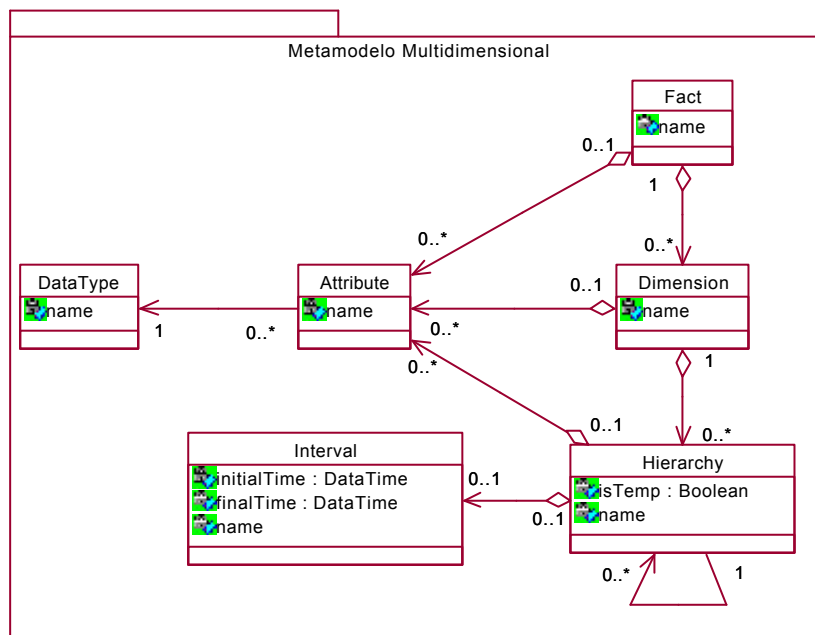 Metamodelo Multidimensional
Fact
name
0..1
1
0..*
0..*
DataType
name
Attribute
name
0..1
Dimension
name
1
0..*
0..*
0..*
1
0..1
0..*
Interval
initialTime : DataTime
finalTime : DataTime
name
0..1
0..1
Hierarchy
isTemp : Boolean
name
0..*
1